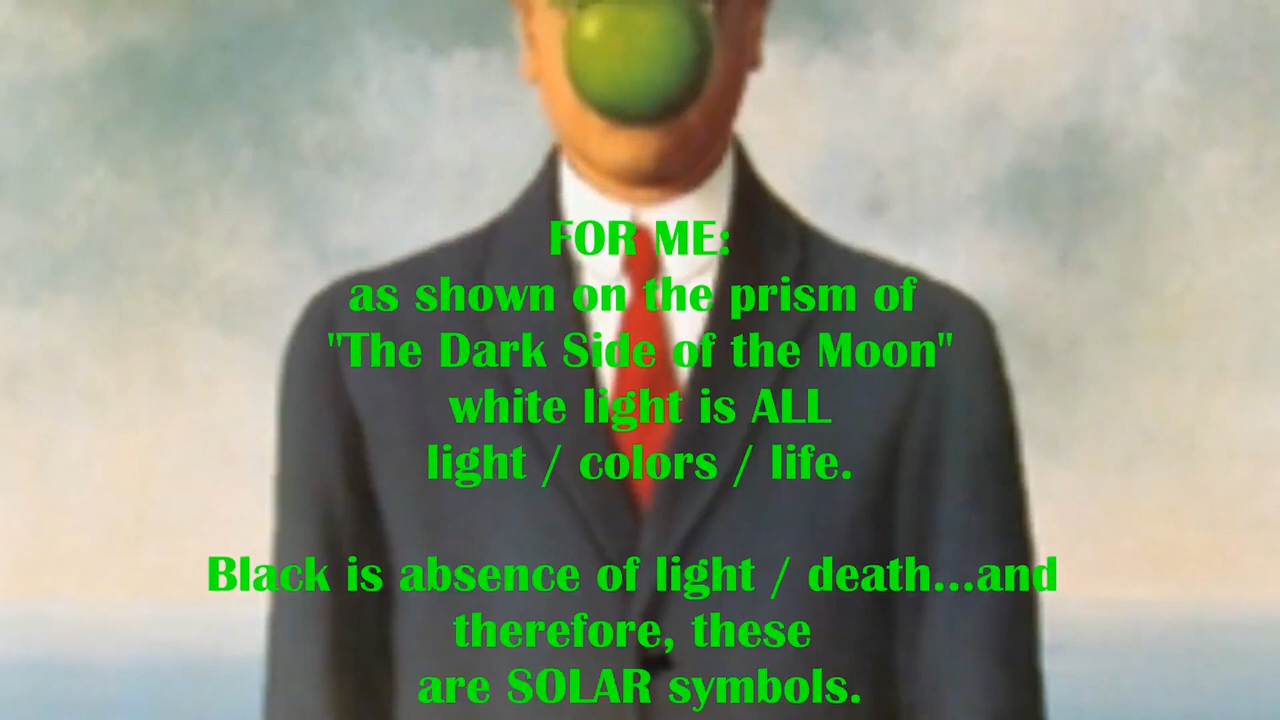 FOR ME:
as shown on the prism of
"The Dark Side of the Moon"
white light is ALL
light / colors / life.
Black is absence of light / death...and
therefore, these
are SOLAR symbols.